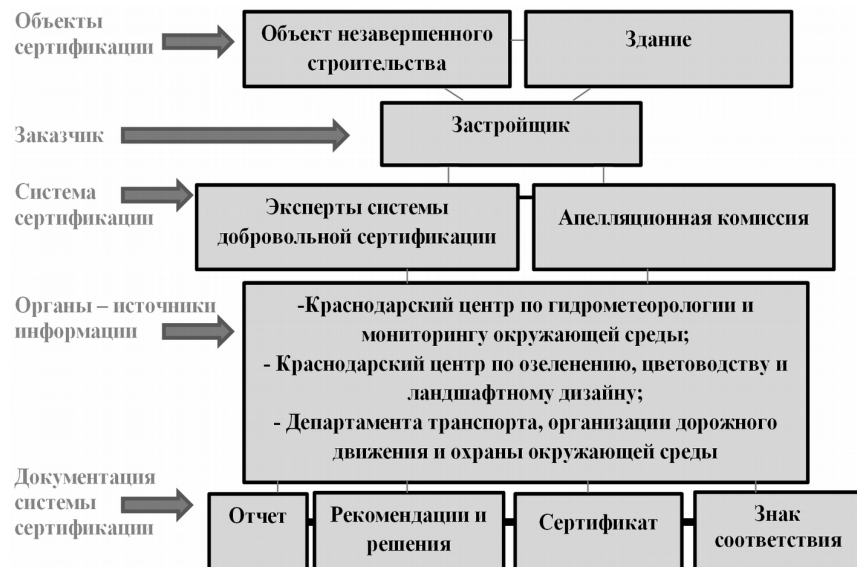 Объекты
сертификации
Объект незавершенного
строительства
Здание
Заказчик
Застройщик
Система
сертификации
Эксперты системы
добровольной сертификации
Апелляционная комиссия
Органы – источники
информации
-Краснодарский центр по гидрометеорологии и
мониторингу окружающей среды;
- Краснодарский центр по озеленению, цветоводству и
ландшафтному дизайну;
- Департамента транспорта, организации дорожного
движения и охраны окружающей среды
Документация
системы
сертификации
Отчет
Рекомендации и
решения
Сертификат
Знак
соответствия